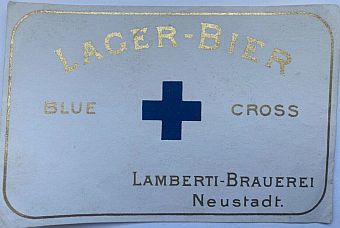 LAGER-BIER
BLUE CROSS
LAMBERTI-BRAUEREI
Neustadt.